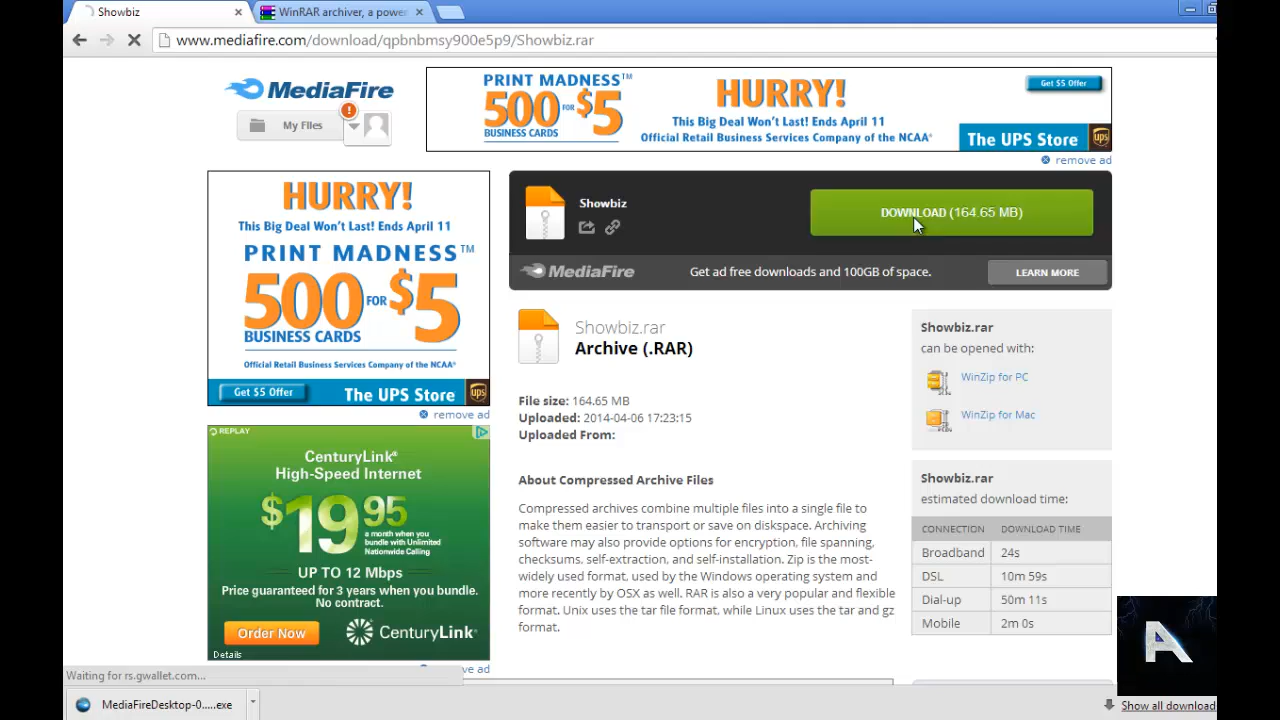 Showbiz
WinRAR archiver, a power
www.mediafire.com/download/qpbnbmsy900e5p9/Showbiz.rar
MediaFire
My Files
!
PRINT MADNESS™
500 FOR $5
BUSINESS CARDS
HURRY!
This Big Deal Won't Last! Ends April 11
Official Retail Business Services Company of the NCAA®
Get $5 Offer
The UPS Store
ups
remove ad
HURRY!
This Big Deal Won't Last! Ends April 11
PRINT MADNESS™
500 FOR $5
BUSINESS CARDS
Official Retail Business Services Company of the NCAA®
Get $5 Offer
The UPS Store
ups
remove ad
Showbiz
DOWNLOAD (164.65 MB)
MediaFire
Get ad free downloads and 100GB of space.
LEARN MORE
Showbiz.rar
Archive (.RAR)
File size: 164.65 MB
Uploaded: 2014-04-06 17:23:15
Uploaded From:
About Compressed Archive Files
Compressed archives combine multiple files into a single file to
make them easier to transport or save on diskspace. Archiving
software may also provide options for encryption, file spanning,
checksums, self-extraction, and self-installation. Zip is the most-
widely used format, used by the Windows operating system and
more recently by OSX as well. RAR is also a very popular and flexible
format. Unix uses the tar file format, while Linux uses the tar and gz
format.
Showbiz.rar
can be opened with:
WinZip for PC
WinZip for Mac
Showbiz.rar
estimated download time:
CONNECTION DOWNLOAD TIME
Broadband 24s
DSL 10m 59s
Dial-up 50m 11s
Mobile 2m 0s
REPLAY
CenturyLink®
High-Speed Internet
$19.95
a month when you
bundle with Unlimited
Nationwide Calling
UP TO 12 Mbps
Price guaranteed for 3 years when you bundle.
No contract.
Order Now
CenturyLink®
Details
ve ad
Waiting for rs.gwallet.com...
MediaFireDesktop-0.....exe
Show all download
A